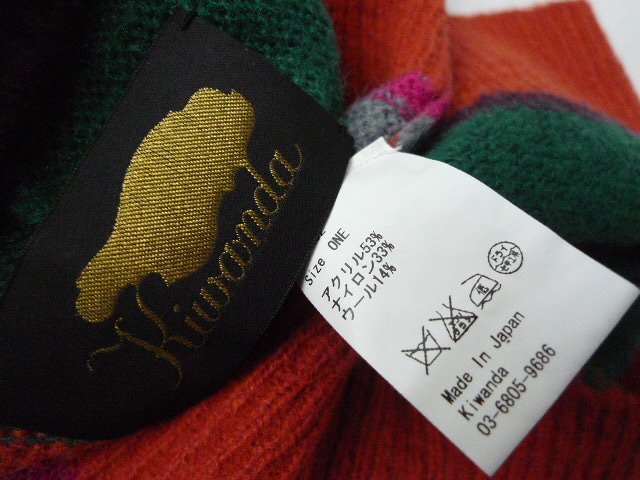 Kiwanda
Size ONE
アクリル53%
ナイロン33%
ウール14%
Made In Japan
Kiwanda
03-6805-9686